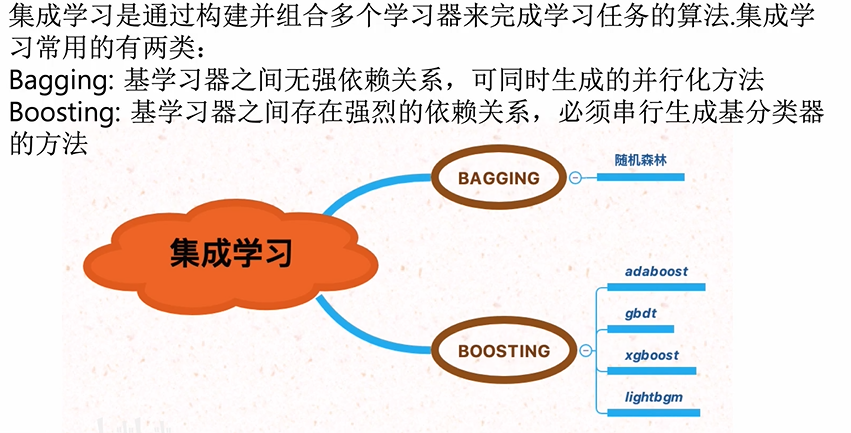 集成学习是通过构建并组合多个学习器来完成学习任务的算法.集成学
习常用的有两类：
Bagging: 基学习器之间无强依赖关系，可同时生成的并行化方法
Boosting: 基学习器之间存在强烈的依赖关系，必须串行生成基分类器
的方法
集成学习
BAGGING
随机森林
BOOSTING
adaboost
gbdt
xgboost
lightbgm